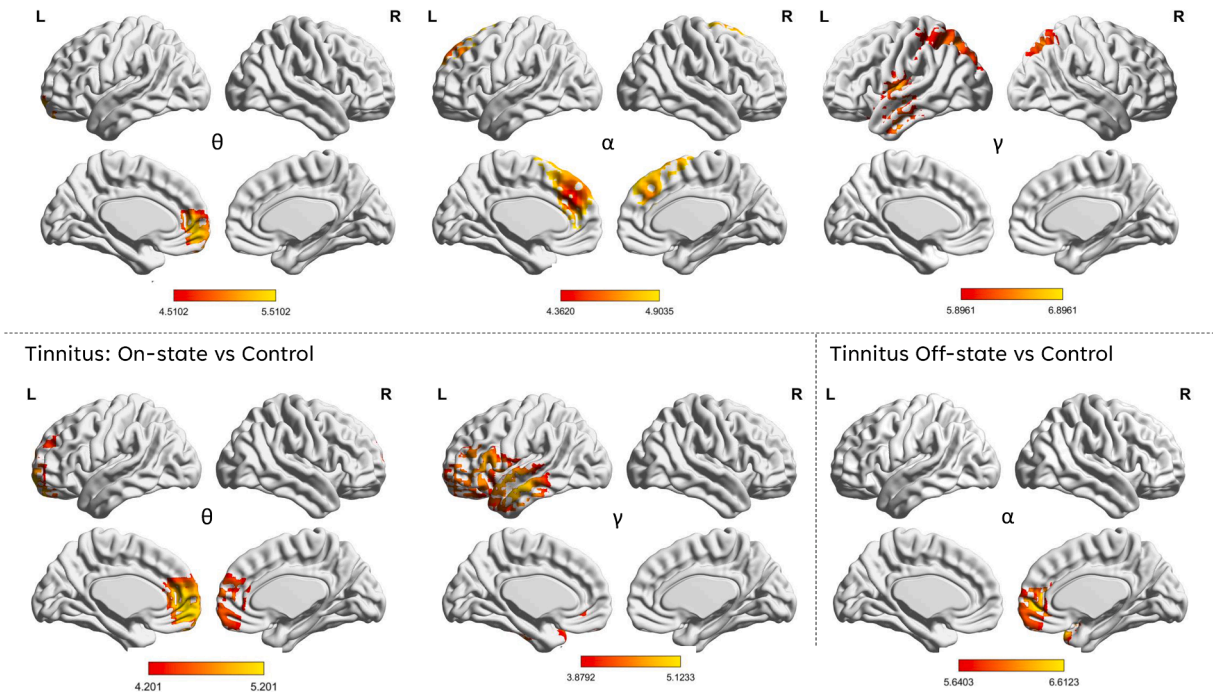 L R L R L R
θ α γ
4.5102 5.5102 4.3620 4.9035 5.8961 6.8961
Tinnitus: On-state vs Control
Tinnitus Off-state vs Control
L R L R L R
θ γ α
4.201 5.201 3.8792 5.1233 5.6403 6.6123